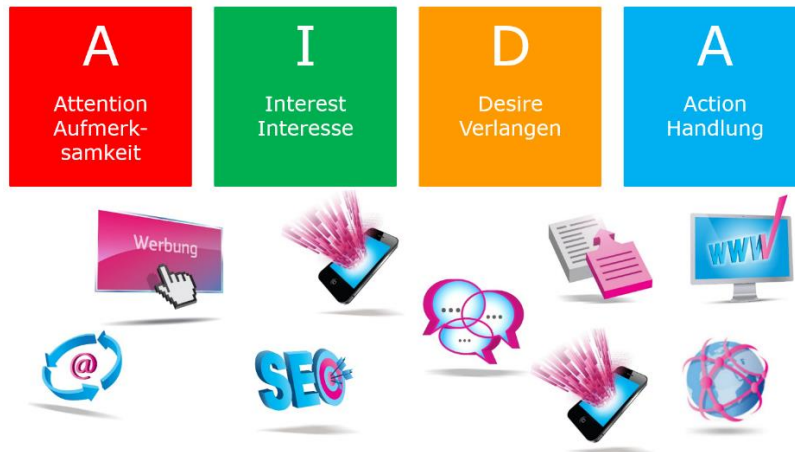 A
Attention
Aufmerk-
samkeit
I
Interest
Interesse
D
Desire
Verlangen
A
Action
Handlung
Werbung
@
SEO
WWW